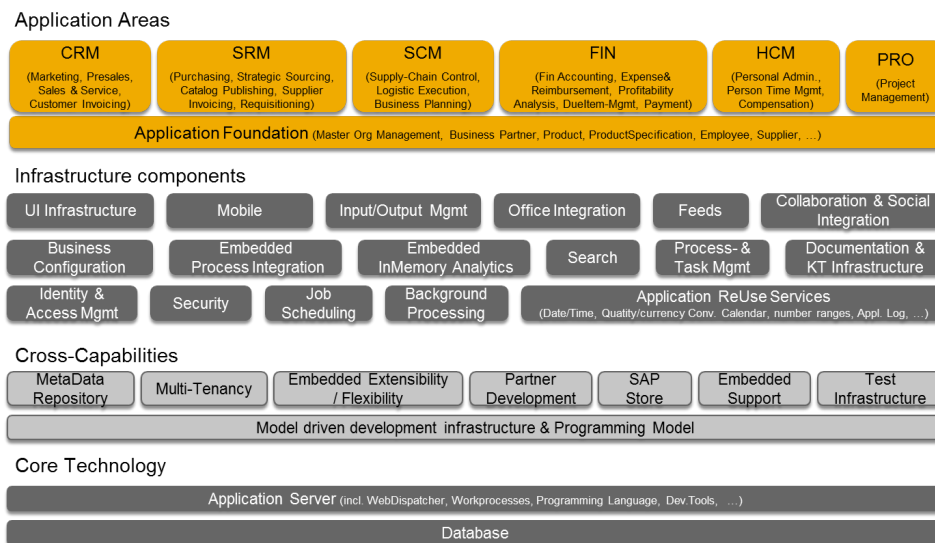 Application Areas
CRM
(Marketing, Presales,
Sales & Service,
Customer Invoicing)
SRM
(Purchasing, Strategic Sourcing,
Catalog Publishing, Supplier
Invoicing, Requisitioning)
SCM
(Supply-Chain Control,
Logistic Execution,
Business Planning)
FIN
(Fin Accounting, Expense&
Reimbursement, Profitability
Analysis, DueItem-Mgmt, Payment)
HCM
(Personal Admin.,
Person Time Mgmt,
Compensation)
PRO
(Project
Management)
Application Foundation (Master Org Management, Business Partner, Product, ProductSpecification, Employee, Supplier, ...)
Infrastructure components
UI Infrastructure
Mobile
Input/Output Mgmt
Office Integration
Feeds
Collaboration & Social
Integration
Business
Configuration
Embedded
Process Integration
Embedded
InMemory Analytics
Search
Process- &
Task Mgmt
Documentation &
KT Infrastructure
Identity &
Access Mgmt
Security
Job
Scheduling
Background
Processing
Application ReUse Services
(Date/Time, Quatity/currency Conv. Calendar, number ranges, Appl. Log, ...)
Cross-Capabilities
MetaData
Repository
Multi-Tenancy
Embedded Extensibility
/ Flexibility
Partner
Development
SAP
Store
Embedded
Support
Test
Infrastructure
Model driven development infrastructure & Programming Model
Core Technology
Application Server (incl. WebDispatcher, Workprocesses, Programming Language, Dev.Tools, ...)
Database